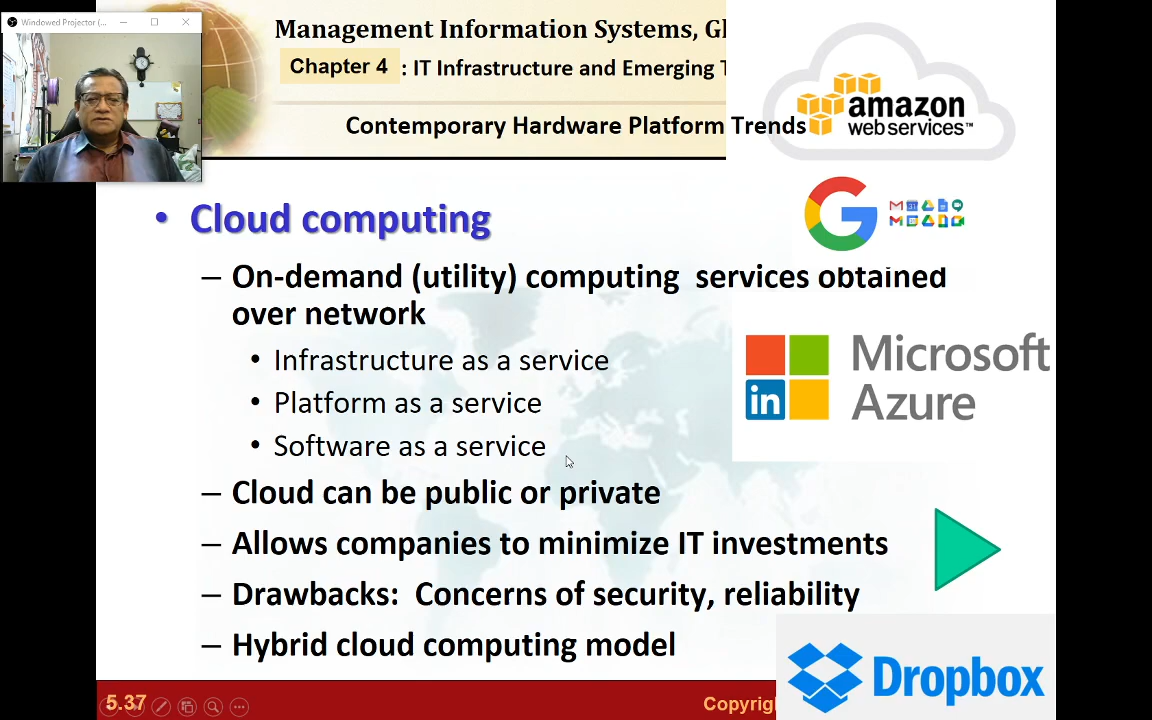 Windowed Projector (...
Management Information Systems, Gl
Chapter 4 : IT Infrastructure and Emerging T
Contemporary Hardware Platform Trends
amazon
web services™
G
• Cloud computing
– On-demand (utility) computing services obtained
over network
• Infrastructure as a service
• Platform as a service
• Software as a service
Microsoft
Azure
in
– Cloud can be public or private
– Allows companies to minimize IT investments
– Drawbacks: Concerns of security, reliability
– Hybrid cloud computing model
Dropbox
5.37
Copyrig